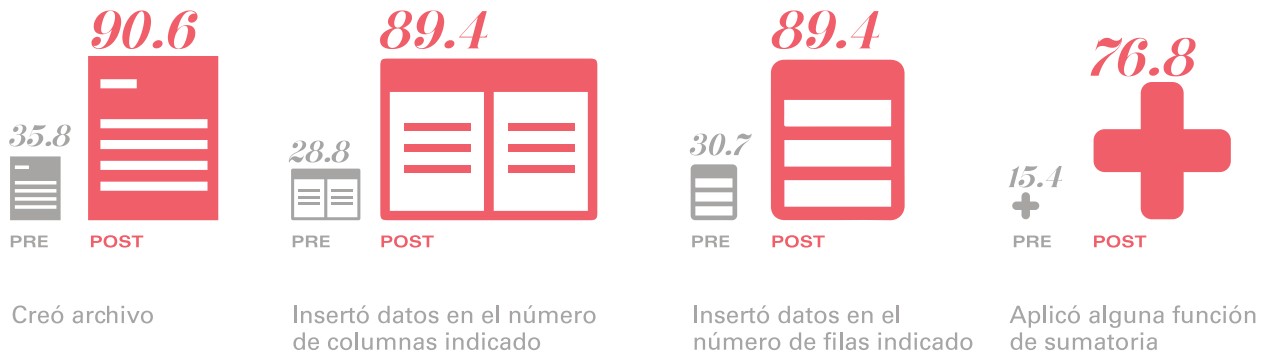 35.8
90.6
PRE
POST
Creó archivo
28.8
89.4
PRE
POST
Insertó datos en el número
de columnas indicado
30.7
89.4
PRE
POST
Insertó datos en el
número de filas indicado
15.4
76.8
PRE
POST
Aplicó alguna función
de sumatoria